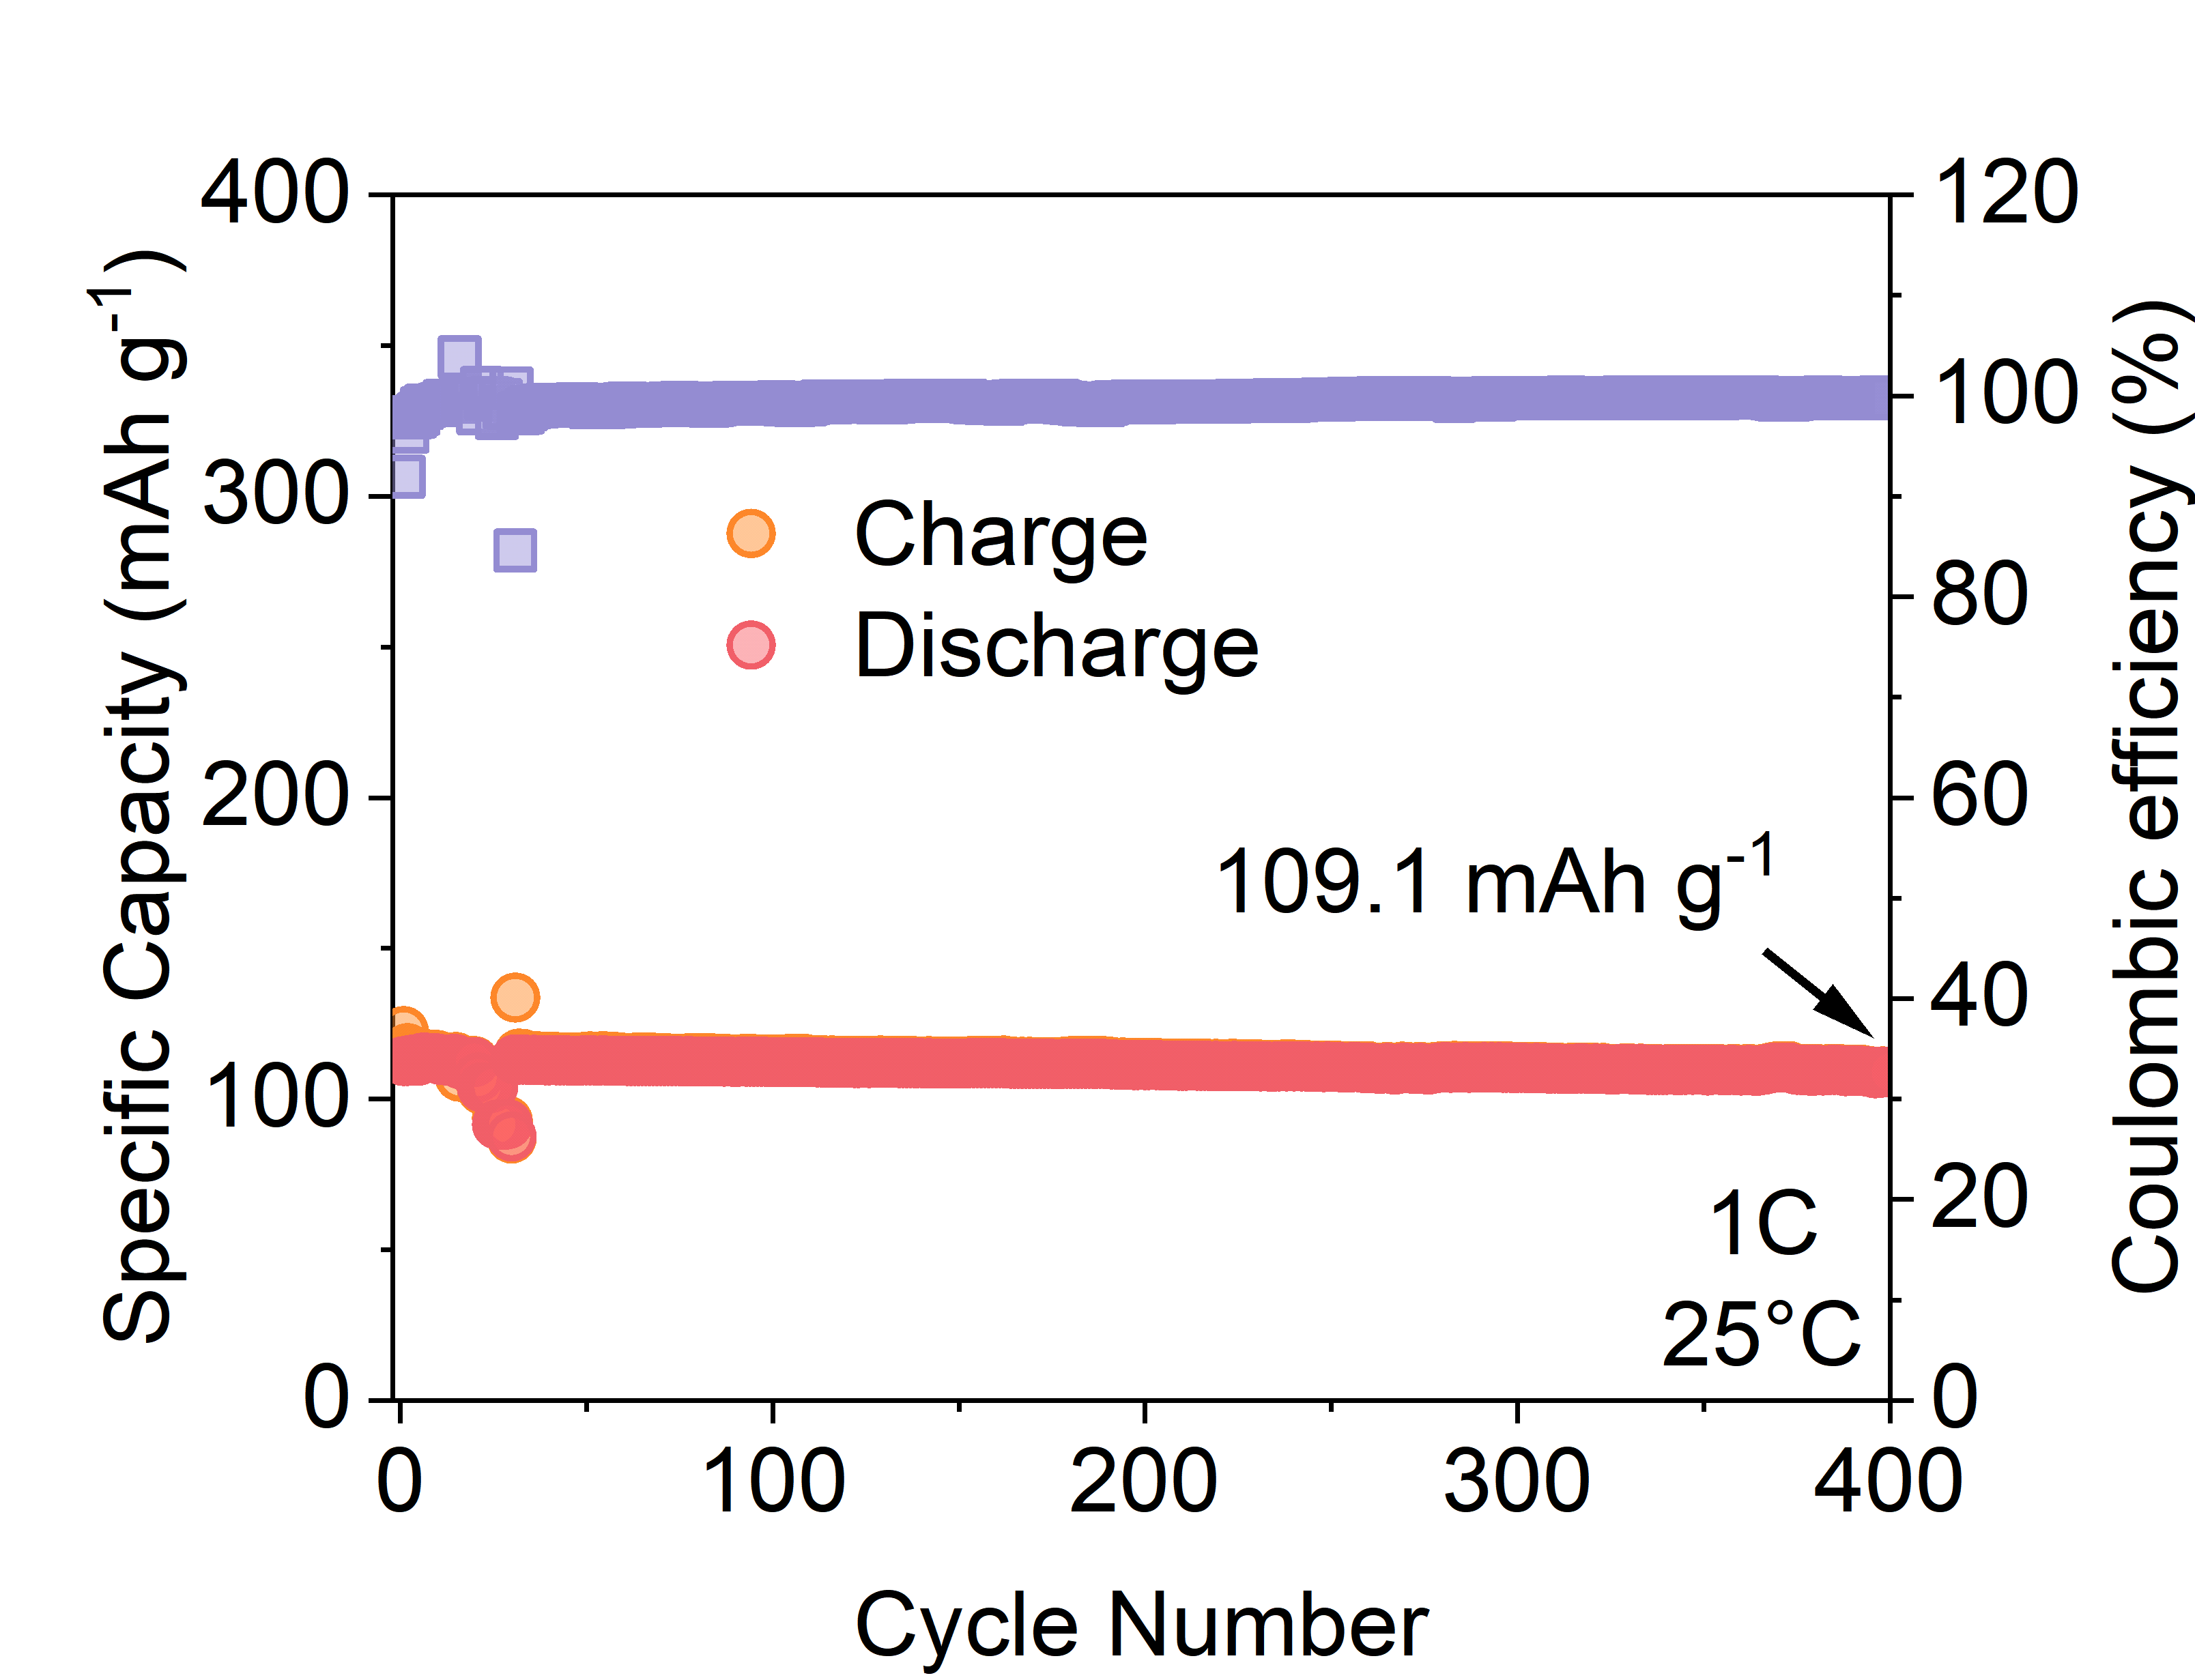 400
300
200
100
0
Specific Capacity (mAh g⁻¹)
120
100
80
60
40
20
0
Coulombic efficiency (%)
Charge
Discharge
109.1 mAh g⁻¹
1C
25°C
0 100 200 300 400
Cycle Number